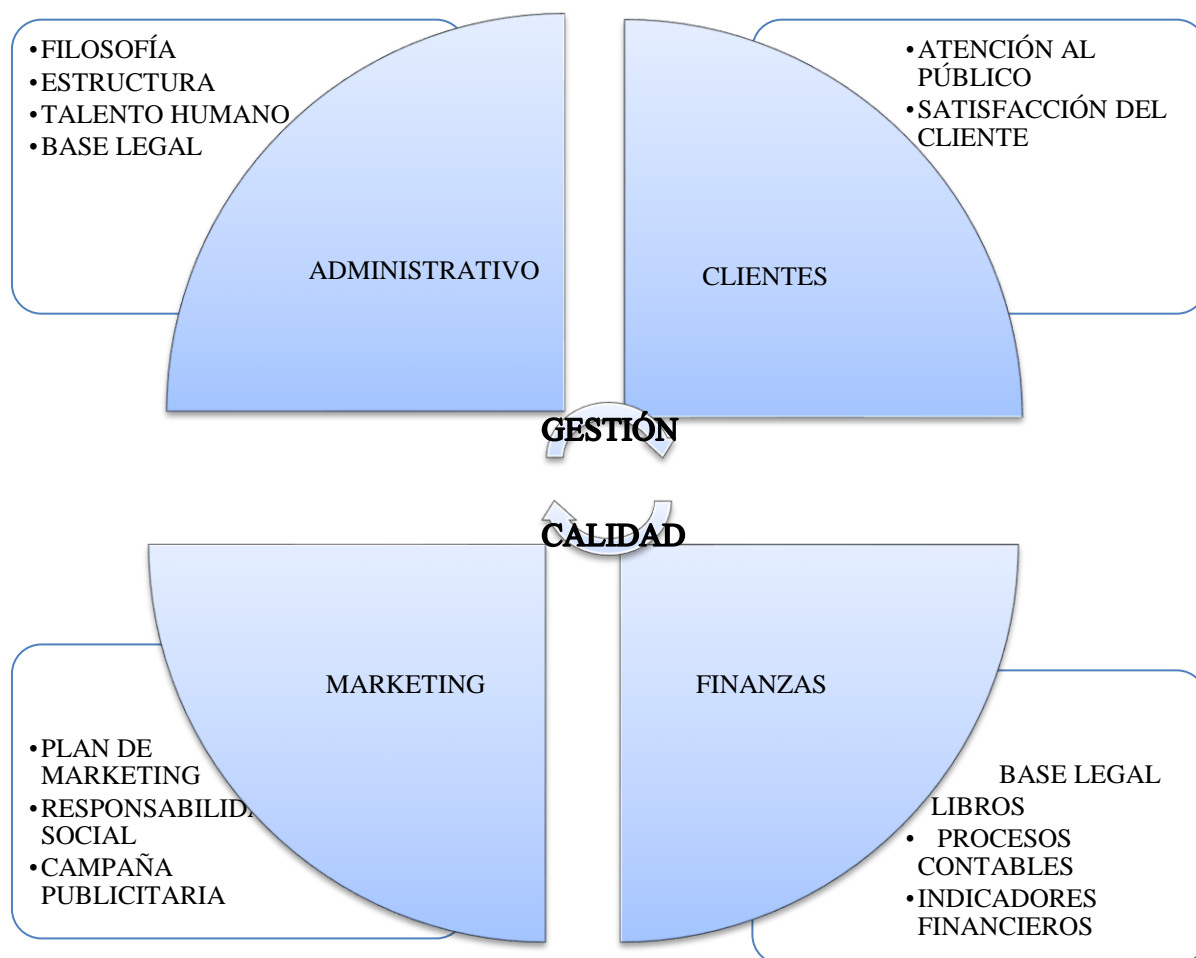 •FILOSOFÍA
•ESTRUCTURA
•TALENTO HUMANO
•BASE LEGAL
ADMINISTRATIVO
•ATENCIÓN AL
PÚBLICO
•SATISFACCIÓN DEL
CLIENTE
CLIENTES
GESTIÓN
CALIDAD
MARKETING
•PLAN DE
MARKETING
•RESPONSABILIDA
SOCIAL
•CAMPAÑA
PUBLICITARIA
FINANZAS
BASE LEGAL
LIBROS
• PROCESOS
CONTABLES
•INDICADORES
FINANCIEROS